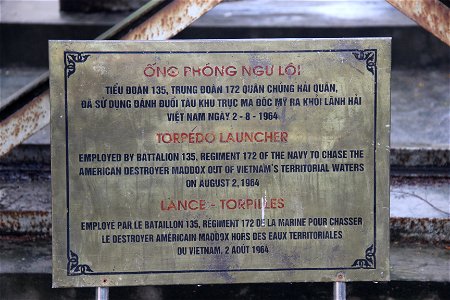 ỐNG PHÓNG NGƯ LÔI
TIỂU ĐOÀN 135, TRUNG ĐOÀN 172 QUÂN CHỦNG HẢI QUÂN,
ĐÃ SỬ DỤNG ĐÁNH ĐUỔI TÀU KHU TRỤC MA ĐỐC MỸ RA KHỎI LÃNH HẢI
VIỆT NAM NGÀY 2 - 8 - 1964
TORPEDO LAUNCHER
EMPLOYED BY BATTALION 135, REGIMENT 172 OF THE NAVY TO CHASE THE
AMERICAN DESTROYER MADDOX OUT OF VIETNAM'S TERRITORIAL WATERS
ON AUGUST 2, 1964
LANCE - TORPILLES
EMPLOYÉ PAR LE BATAILLON 135, RÉGIMENT 172 DE LA MARINE POUR CHASSER
LE DESTROYER AMÉRICAIN MADDOX HORS DES EAUX TERRITORIALES
DU VIETNAM, 2 AOÛT 1964